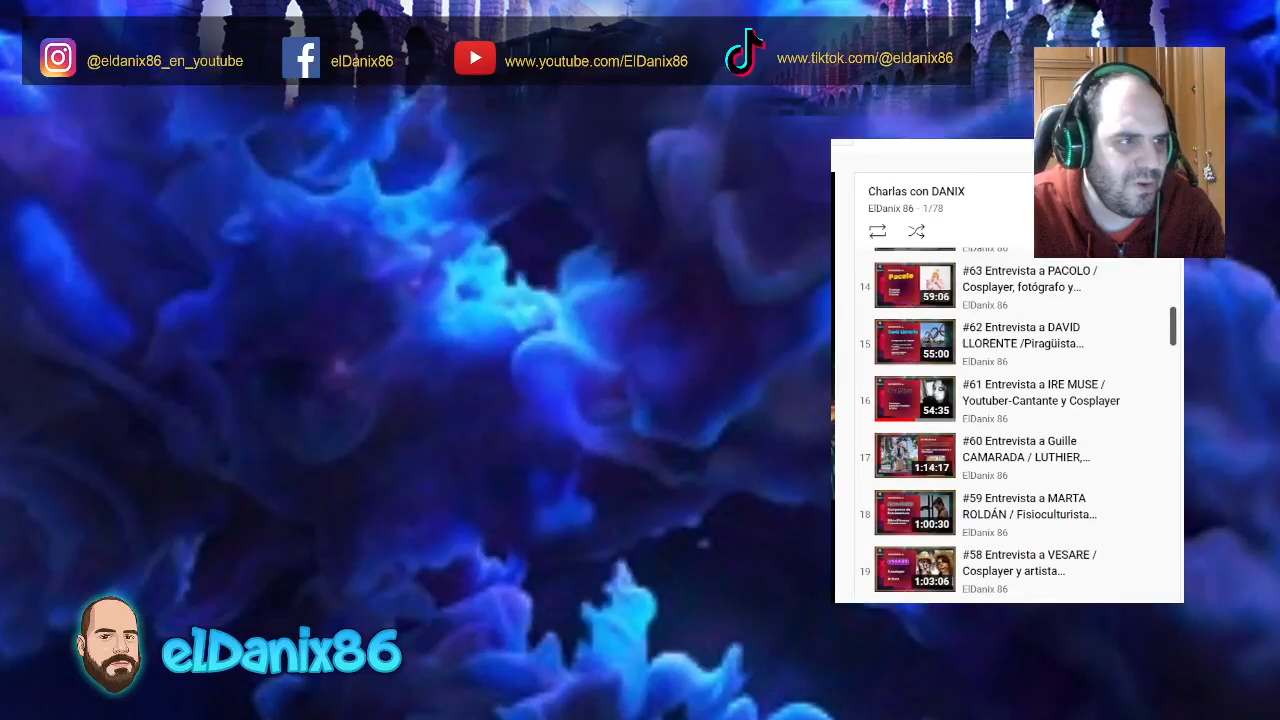 @eldanix86_en_youtube
elDanix86
www.youtube.com/ElDanix86
www.tiktok.com/@eldanix86
Charlas con DANIX
ElDanix 86 - 1/78
ElDanix 86
14
Pacolo
59:06
#63 Entrevista a PACOLO /
Cosplayer, fotógrafo y...
ElDanix 86
15
55:00
#62 Entrevista a DAVID
LLORENTE /Piragüista...
ElDanix 86
16
54:35
#61 Entrevista a IRE MUSE /
Youtuber-Cantante y Cosplayer
ElDanix 86
17
1:14:17
#60 Entrevista a Guille
CAMARADA / LUTHIER,...
ElDanix 86
18
1:00:30
#59 Entrevista a MARTA
ROLDÁN / Fisioculturista...
ElDanix 86
19
1:03:06
#58 Entrevista a VESARE /
Cosplayer y artista...
ElDanix 86
elDanix86